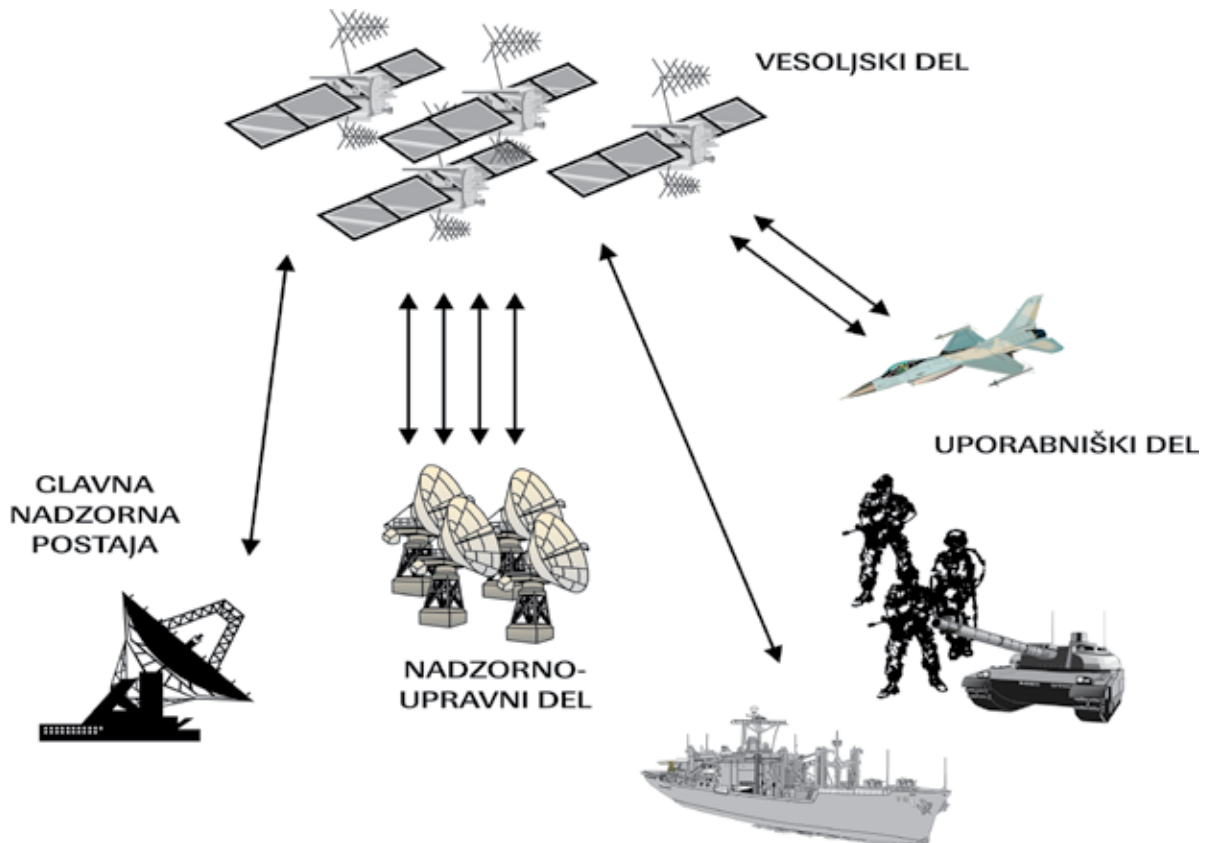 VESOLJSKI DEL
UPORABNIŠKI DEL
GLAVNA
NADZORNA
POSTAJA
NADZORNO-
UPRAVNI DEL